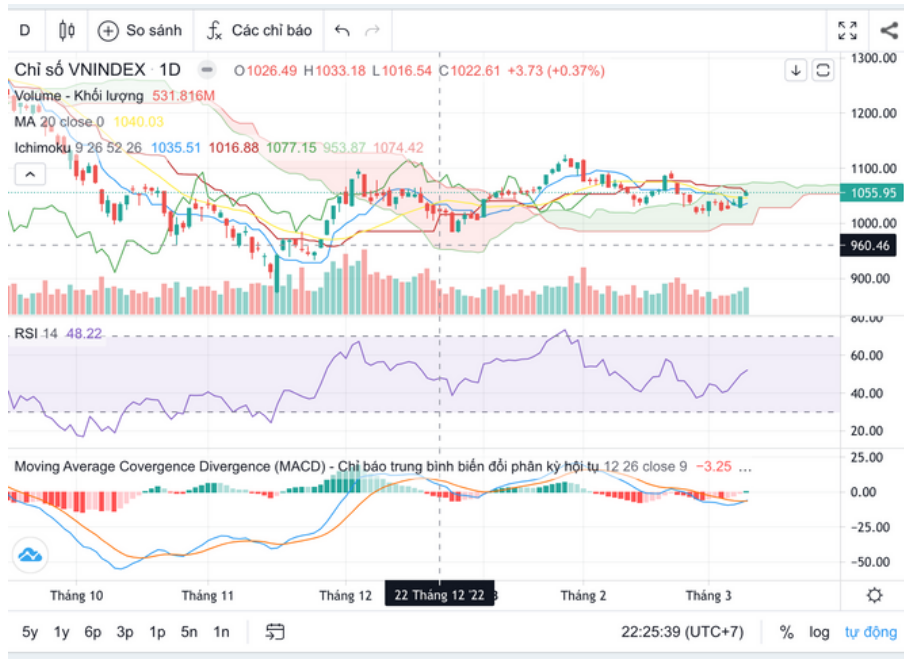 D So sánh fx Các chỉ báo
Chỉ số VNINDEX · 1D O1026.49 H1033.18 L1016.54 C1022.61 +3.73 (+0.37%)
Volume - Khối lượng 531.816M
MA 20 close 0 1040.03
Ichimoku 9 26 52 26 1035.51 1016.88 1077.15 953.87 1074.42
1300.00
1200.00
1100.00
1055.95
1000.00
960.46
900.00
RSI 14 48.22
80.00
60.00
40.00
20.00
Moving Average Covergence Divergence (MACD) - Chỉ báo trung bình biến đổi phân kỳ hội tụ 12 26 close 9 −3.25 ...
25.00
0.00
−25.00
−50.00
Tháng 10 Tháng 11 Tháng 12 22 Tháng 12 '22 Tháng 2 Tháng 3
5y 1y 6p 3p 1p 5n 1n 22:25:39 (UTC+7) % log tự động